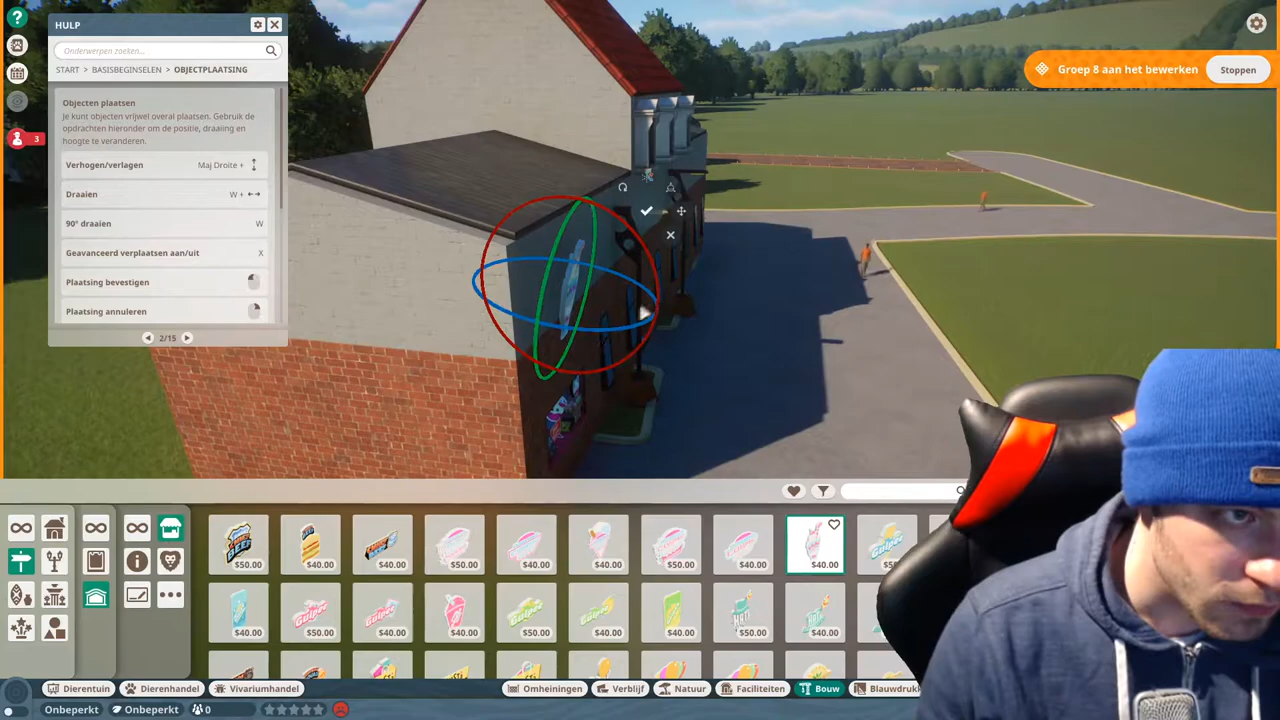 HULP
Onderwerpen zoeken...
START > BASISBEGINSELEN > OBJECTPLAATSING
Objecten plaatsen
Je kunt objecten vrijwel overal plaatsen. Gebruik de
opdrachten hieronder om de positie, draaiing en
hoogte te veranderen.
Verhogen/verlagen Maj Droite +
Draaien W +
90° draaien W
Geavanceerd verplaatsen aan/uit X
Plaatsing bevestigen
Plaatsing annuleren
2/15
3
Groep 8 aan het bewerken
Stoppen
$50.00 $40.00 $40.00 $50.00 $40.00 $40.00 $50.00 $40.00 $40.00
$40.00 $50.00 $40.00 $40.00 $50.00 $40.00 $40.00 $50.00 $40.00
Dierentuin Dierenhandel Vivariumhandel Omheiningen Verblijf Natuur Faciliteiten Bouw Blauwdruk
Onbeperkt Onbeperkt 0